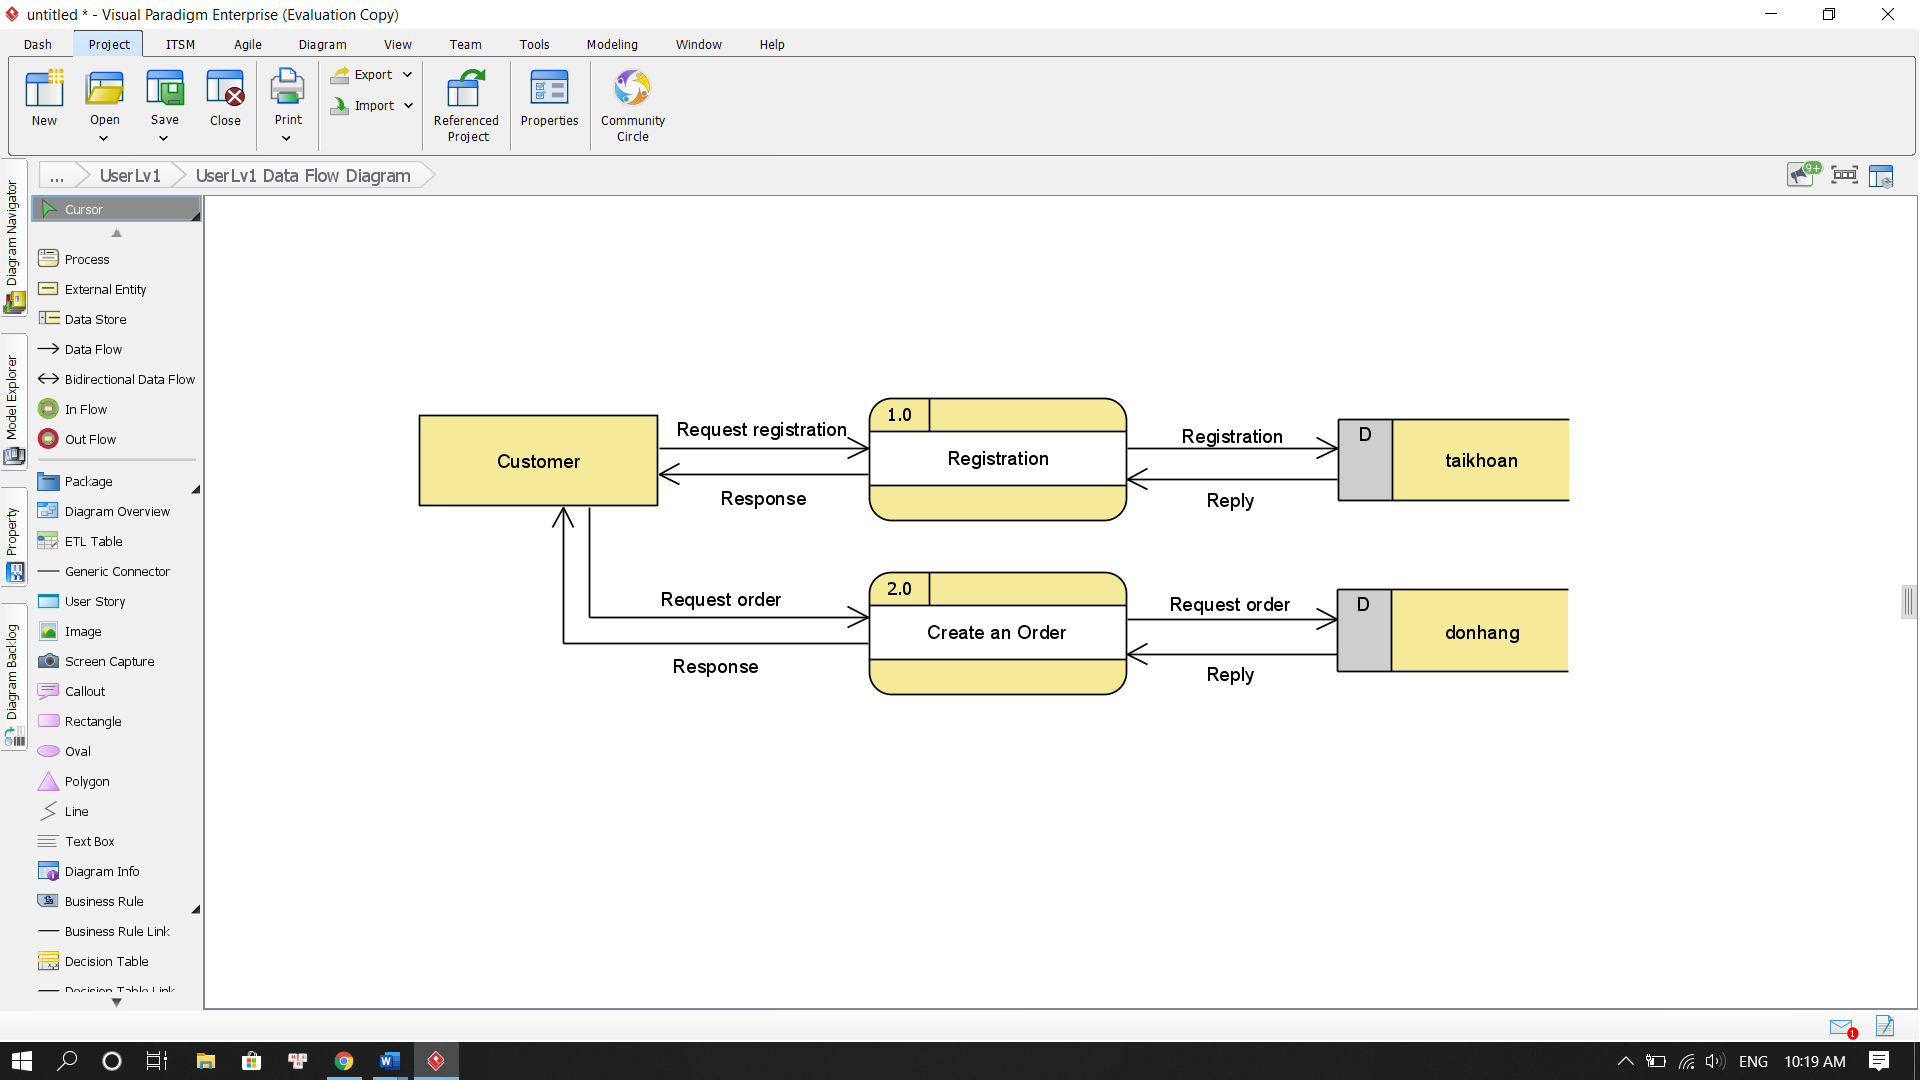 untitled * - Visual Paradigm Enterprise (Evaluation Copy)
Dash Project ITSM Agile Diagram View Team Tools Modeling Window Help
New Open Save Close Print Export Import Referenced Project Properties Community Circle
... UserLv1 UserLv1 Data Flow Diagram
9+
Diagram Navigator
Model Explorer
Property
Diagram Backlog
Cursor
Process
External Entity
Data Store
Data Flow
Bidirectional Data Flow
In Flow
Out Flow
Package
Diagram Overview
ETL Table
Generic Connector
User Story
Image
Screen Capture
Callout
Rectangle
Oval
Polygon
Line
Text Box
Diagram Info
Business Rule
Business Rule Link
Decision Table
Decision Table Link
Customer
Request registration
Response
1.0
Registration
Registration
Reply
D
taikhoan
Request order
Response
2.0
Create an Order
Request order
Reply
D
donhang
1
ENG 10:19 AM